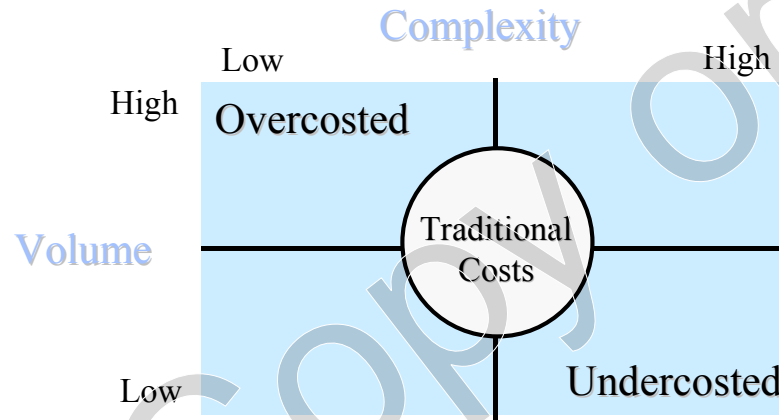 Complexity
Low High
High
Overcosted
Volume
Traditional
Costs
Low
Undercosted